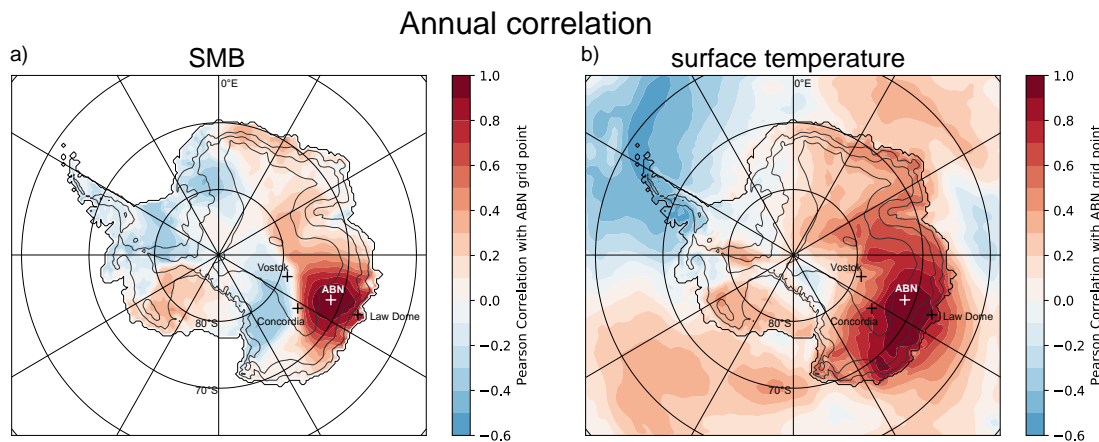 Annual correlation
a)
SMB
0°E
Vostok
ABN
Law Dome
Concordia
80°S
70°S
1.0
0.8
0.6
0.4
0.2
0.0
−0.2
−0.4
−0.6
Pearson Correlation with ABN grid point
b)
surface temperature
0°E
Vostok
ABN
Law Dome
Concordia
80°S
70°S
1.0
0.8
0.6
0.4
0.2
0.0
−0.2
−0.4
−0.6
Pearson Correlation with ABN grid point